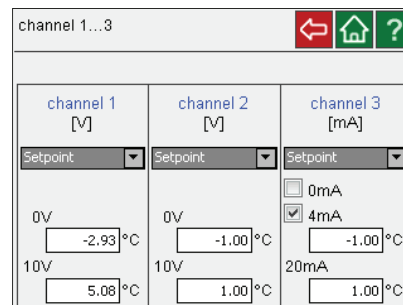 channel 1...3
?
channel 1 channel 2 channel 3
[V] [V] [mA]
Setpoint Setpoint Setpoint
0mA
0V 0V 4mA
-2.93 °C -1.00 °C -1.00 °C
10V 10V 20mA
5.08 °C 1.00 °C 1.00 °C